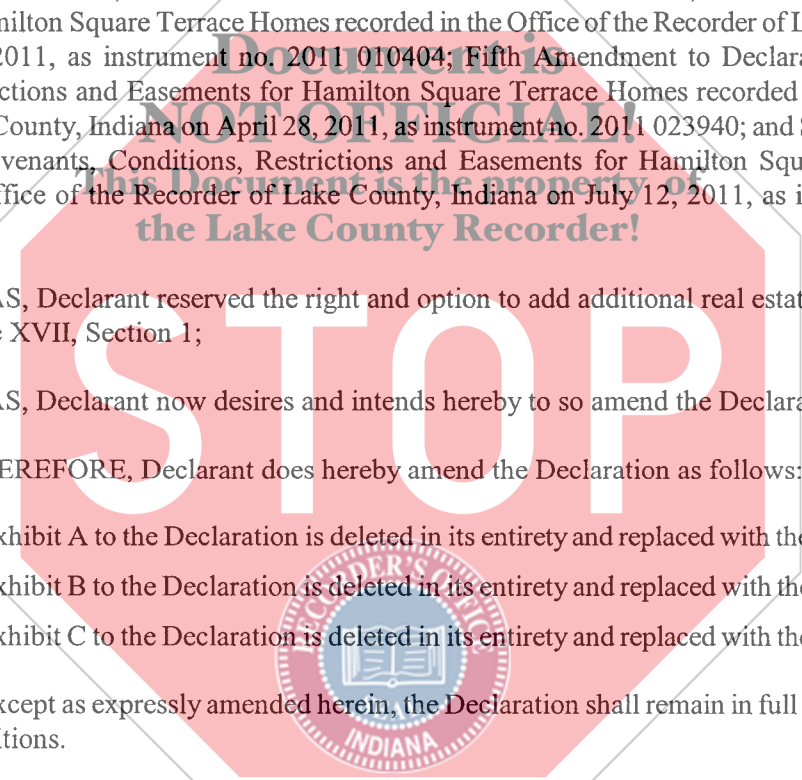 milton Square Terrace Homes recorded in the Office of the Recorder of L
2011, as instrument no. 2011 010404; Fifth Amendment to Declara
Document is
ctions and Easements for Hamilton Square Terrace Homes recorded
NOT OFFICIAL!
County, Indiana on April 28, 2011, as instrument no. 2011 023940; and
venants, Conditions, Restrictions and Easements for Hamilton Squ
This Document is the property of
ffice of the Recorder of Lake County, Indiana on July 12, 2011, as i
the Lake County Recorder!
AS, Declarant reserved the right and option to add additional real estat
XVII, Section 1;
STOP
AS, Declarant now desires and intends hereby to so amend the Declara
EREFORE, Declarant does hereby amend the Declaration as follows:
xhibit A to the Declaration is deleted in its entirety and replaced with the
xhibit B to the Declaration is deleted in its entirety and replaced with the
xhibit C to the Declaration is deleted in its entirety and replaced with the
RECORDER'S OFFICE
xcept as expressly amended herein, the Declaration shall remain in full
itions.
INDIANA